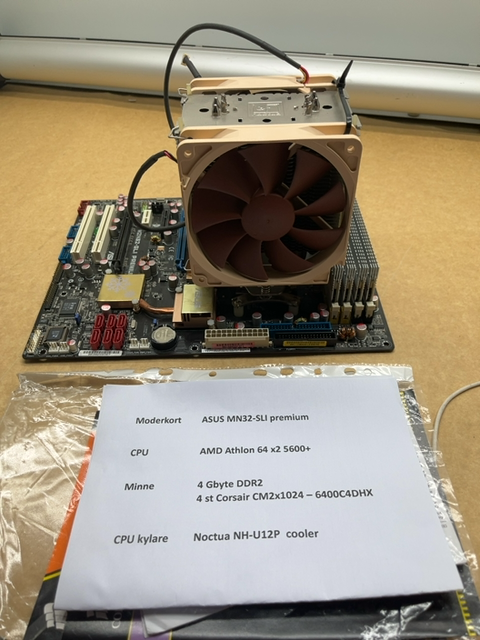 Moderkort ASUS MN32-SLI premium
CPU AMD Athlon 64 x2 5600+
Minne 4 Gbyte DDR2
4 st Corsair CM2x1024 – 6400C4DHX
CPU kylare Noctua NH-U12P cooler